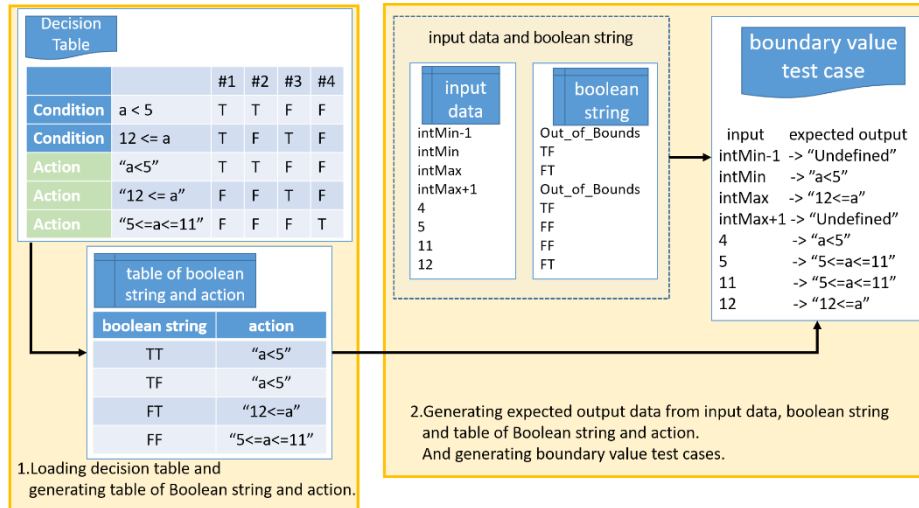 Decision
Table
#1 #2 #3 #4
Condition a < 5 T T F F
Condition 12 <= a T F T F
Action “a<5” T T F F
Action “12 <= a” F F T F
Action “5<=a<=11” F F F T
table of boolean
string and action
boolean string action
TT “a<5”
TF “a<5”
FT “12<=a”
FF “5<=a<=11”
1.Loading decision table and
generating table of Boolean string and action.
input data and boolean string
input
data
intMin-1
intMin
intMax
intMax+1
4
5
11
12
boolean
string
Out_of_Bounds
TF
FT
Out_of_Bounds
TF
FF
FF
FT
boundary value
test case
input expected output
intMin-1 -> “Undefined”
intMin -> “a<5”
intMax -> “12<=a”
intMax+1 -> “Undefined”
4 -> “a<5”
5 -> “5<=a<=11”
11 -> “5<=a<=11”
12 -> “12<=a”
2.Generating expected output data from input data, boolean string
and table of Boolean string and action.
And generating boundary value test cases.